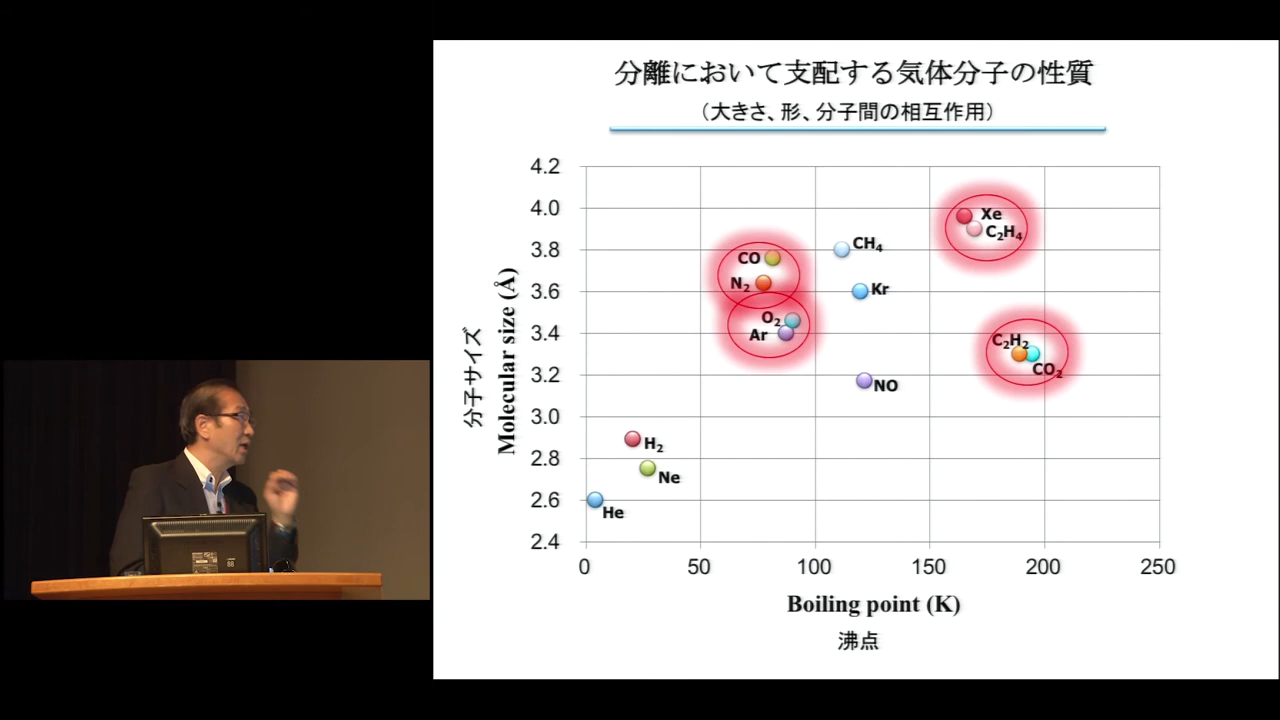 分離において支配する気体分子の性質
（大きさ、形、分子間の相互作用）
分子サイズ
Molecular size (Å)
4.2
4.0
3.8
3.6
3.4
3.2
3.0
2.8
2.6
2.4
Xe
C₂H₄
CO
CH₄
N₂
Kr
O₂
Ar
C₂H₂
CO₂
NO
H₂
Ne
He
0
50
100
150
200
250
Boiling point (K)
沸点